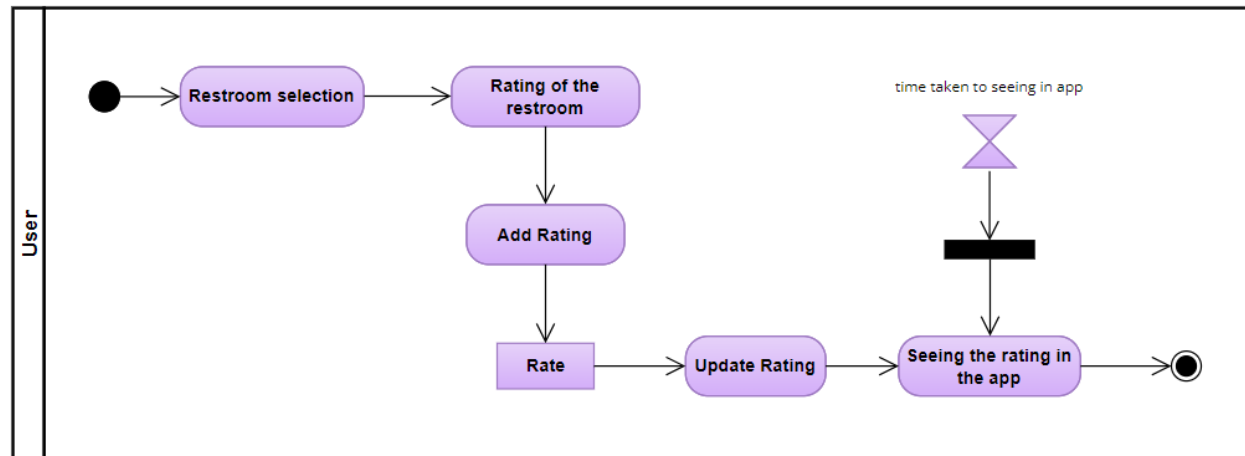 User
Restroom selection
Rating of the
restroom
time taken to seeing in app
Add Rating
Rate
Update Rating
Seeing the rating in
the app